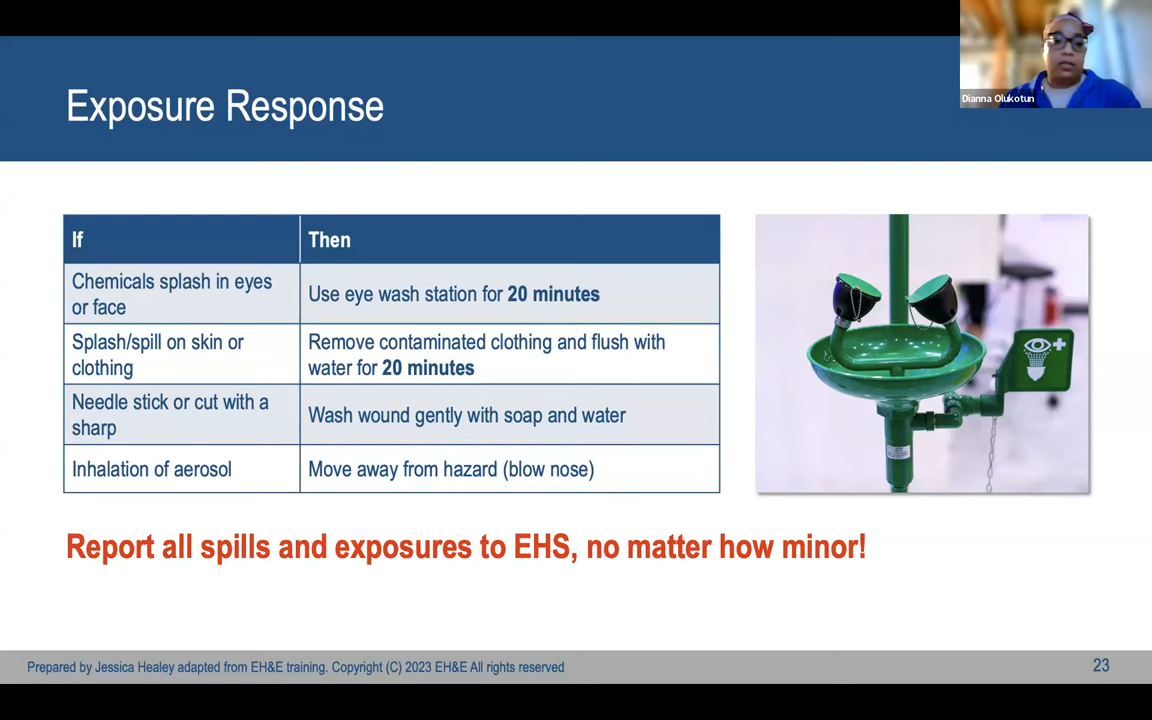 Exposure Response
Dianna Olukotun
If
Then
Chemicals splash in eyes
or face
Use eye wash station for 20 minutes
Splash/spill on skin or
clothing
Remove contaminated clothing and flush with
water for 20 minutes
Needle stick or cut with a
sharp
Wash wound gently with soap and water
Inhalation of aerosol
Move away from hazard (blow nose)
Report all spills and exposures to EHS, no matter how minor!
Prepared by Jessica Healey adapted from EH&E training. Copyright (C) 2023 EH&E All rights reserved
23